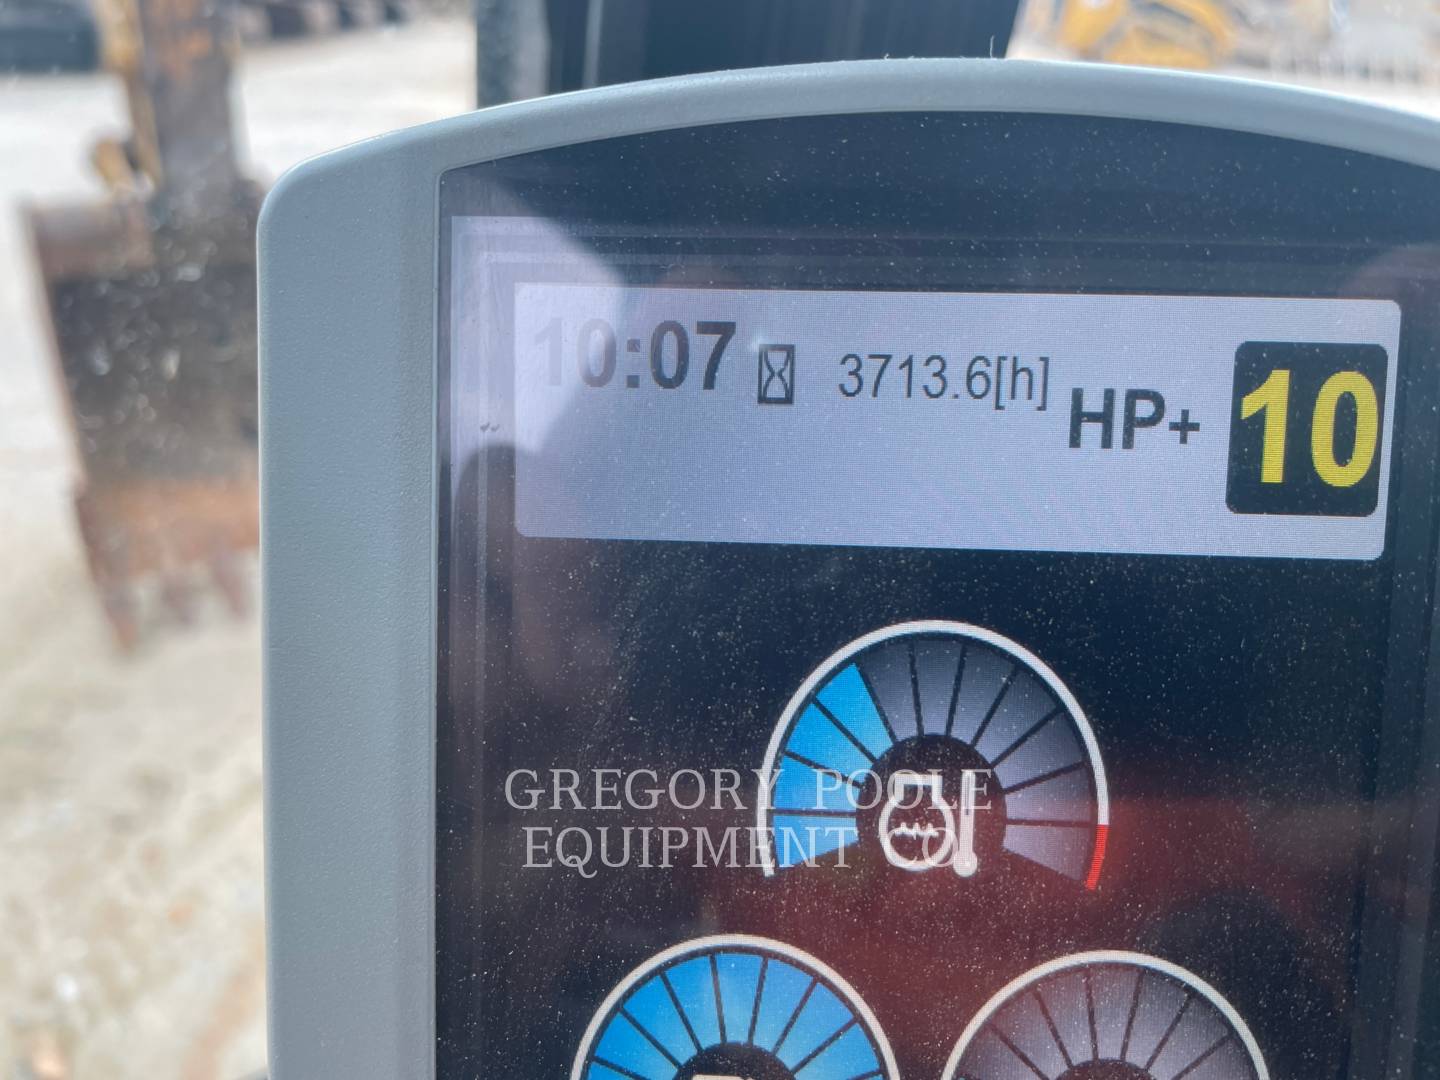 10:07 3713.6[h] HP+ 10
GREGORY POOLE
EQUIPMENT CO